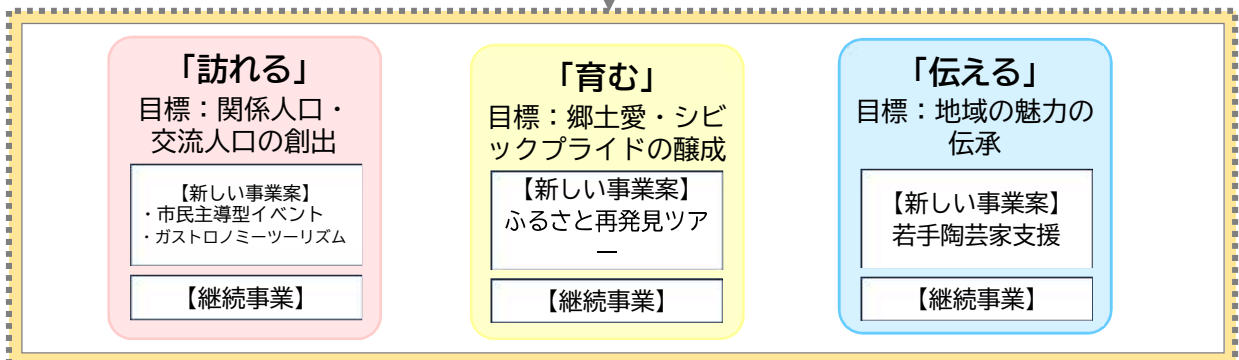 「訪れる」
目標：関係人口・
交流人口の創出
【新しい事業案】
・市民主導型イベント
・ガストロノミーツーリズム
【継続事業】
「育む」
目標：郷土愛・シビ
ックプライドの醸成
【新しい事業案】
ふるさと再発見ツア
ー
【継続事業】
「伝える」
目標：地域の魅力の
伝承
【新しい事業案】
若手陶芸家支援
【継続事業】